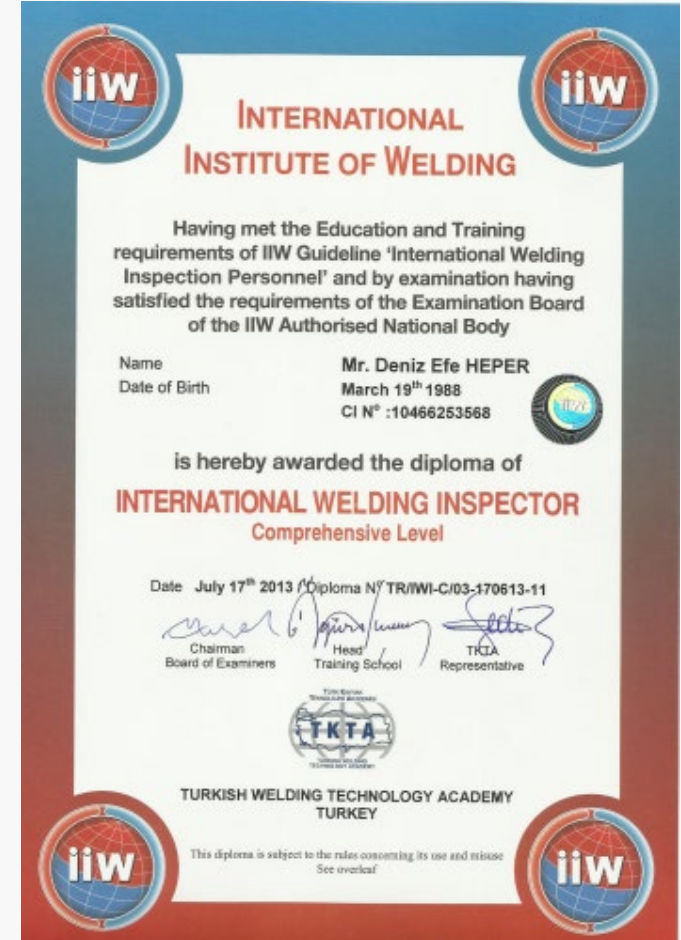 iiW
iiW
INTERNATIONAL
INSTITUTE OF WELDING
Having met the Education and Training
requirements of IIW Guideline ‘International Welding
Inspection Personnel’ and by examination having
satisfied the requirements of the Examination Board
of the IIW Authorised National Body
Name Mr. Deniz Efe HEPER
Date of Birth March 19th 1988
CI Nº :10466253568
iiw
is hereby awarded the diploma of
INTERNATIONAL WELDING INSPECTOR
Comprehensive Level
Date July 17th 2013 Diploma Nº TR/IWI-C/03-170613-11
Chairman
Board of Examiners
Head
Training School
TKTA
Representative
TKTA
TURKISH WELDING TECHNOLOGY ACADEMY
TURKEY
This diploma is subject to the rules concerning its use and misuse
See overleaf
iiW
iiW